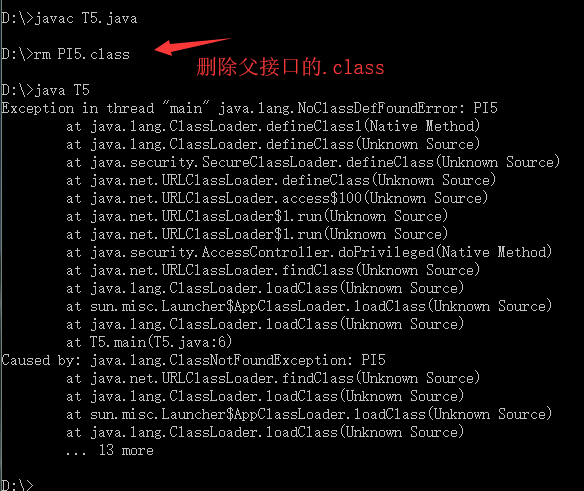 D:\>javac T5.java
D:\>rm PI5.class
删除父接口的.class
D:\>java T5
Exception in thread "main" java.lang.NoClassDefFoundError: PI5
at java.lang.ClassLoader.defineClass1(Native Method)
at java.lang.ClassLoader.defineClass(Unknown Source)
at java.security.SecureClassLoader.defineClass(Unknown Source)
at java.net.URLClassLoader.defineClass(Unknown Source)
at java.net.URLClassLoader.access$100(Unknown Source)
at java.net.URLClassLoader$1.run(Unknown Source)
at java.net.URLClassLoader$1.run(Unknown Source)
at java.security.AccessController.doPrivileged(Native Method)
at java.net.URLClassLoader.findClass(Unknown Source)
at java.lang.ClassLoader.loadClass(Unknown Source)
at sun.misc.Launcher$AppClassLoader.loadClass(Unknown Source)
at java.lang.ClassLoader.loadClass(Unknown Source)
at T5.main(T5.java:6)
Caused by: java.lang.ClassNotFoundException: PI5
at java.net.URLClassLoader.findClass(Unknown Source)
at java.lang.ClassLoader.loadClass(Unknown Source)
at sun.misc.Launcher$AppClassLoader.loadClass(Unknown Source)
at java.lang.ClassLoader.loadClass(Unknown Source)
... 13 more
D:\>